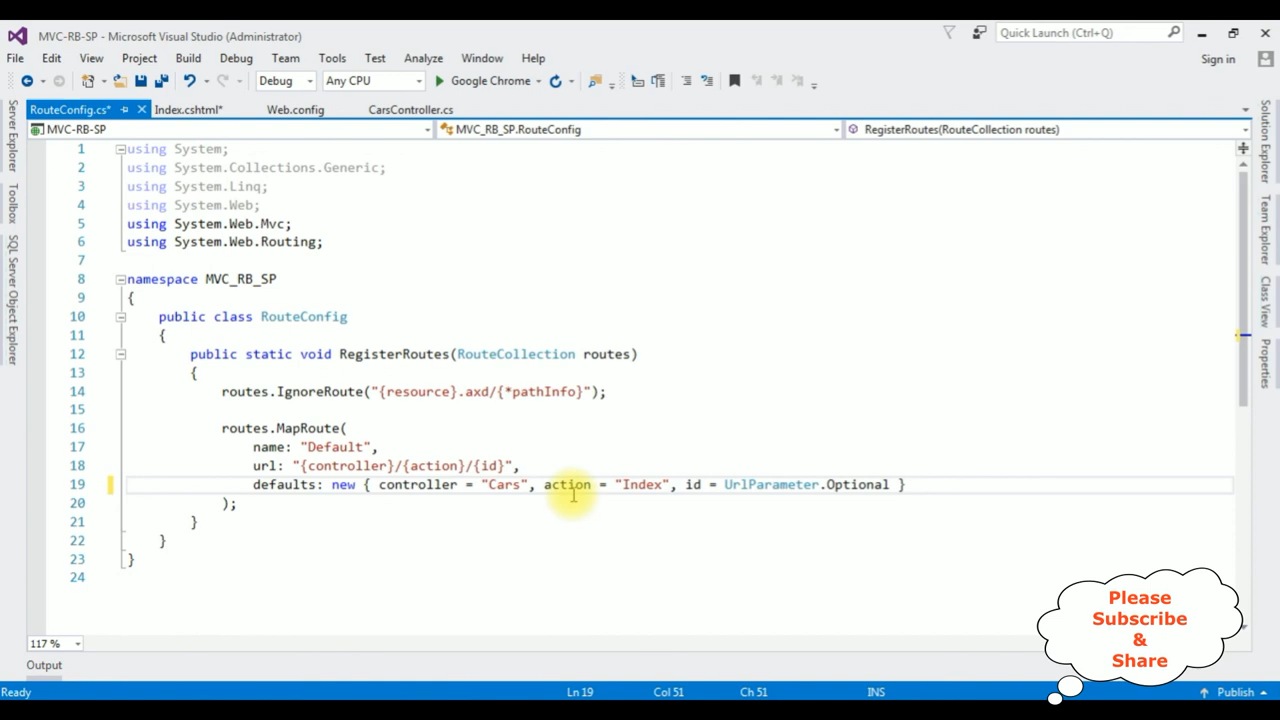 MVC-RB-SP - Microsoft Visual Studio (Administrator)
Quick Launch (Ctrl+Q)
File Edit View Project Build Debug Team Tools Test Analyze Window Help
Sign in
Debug Any CPU Google Chrome
RouteConfig.cs* Index.cshtml* Web.config CarsController.cs
MVC-RB-SP MVC_RB_SP.RouteConfig RegisterRoutes(RouteCollection routes)
Server Explorer
Toolbox
SQL Server Object Explorer
1 using System;
2 using System.Collections.Generic;
3 using System.Linq;
4 using System.Web;
5 using System.Web.Mvc;
6 using System.Web.Routing;
7
8 namespace MVC_RB_SP
9 {
10 public class RouteConfig
11 {
12 public static void RegisterRoutes(RouteCollection routes)
13 {
14 routes.IgnoreRoute("{resource}.axd/{*pathInfo}");
15
16 routes.MapRoute(
17 name: "Default",
18 url: "{controller}/{action}/{id}",
19 defaults: new { controller = "Cars", action = "Index", id = UrlParameter.Optional }
20 );
21 }
22 }
23 }
24
Solution Explorer
Team Explorer
Class View
Properties
Please
Subscribe
&
Share
117 %
Output
Ready Ln 19 Col 51 Ch 51 INS Publish